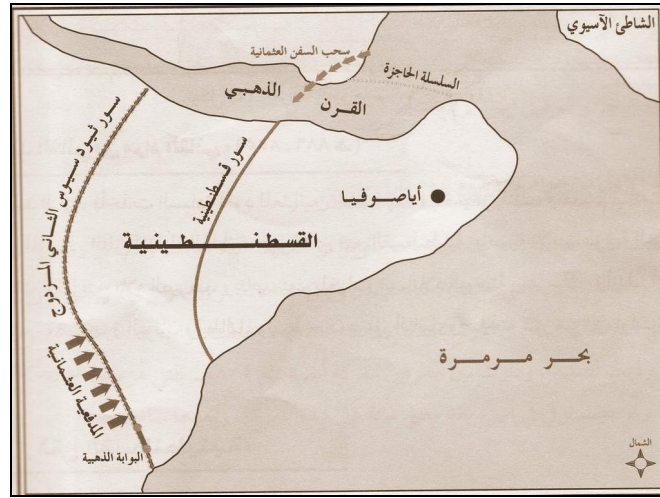 الشاطئ الآسيوي
سحب السفن العثمانية
السلسلة الحاجزة
القرن
الذهبي
سور ثيودسيوس الثاني المزدوج
سور قسطنطينية
أياصوفيا
القسطنطينية
بحر مرمرة
المدفعية العثمانية
البوابة الذهبية
الشمال